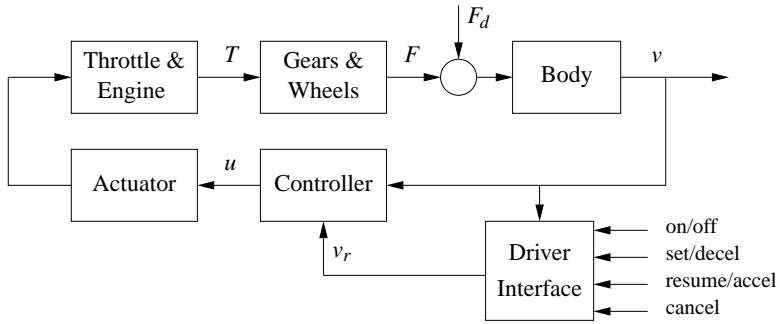 F_d
Throttle &
Engine
T
Gears &
Wheels
F
Body
v
Actuator
u
Controller
v_r
Driver
Interface
on/off
set/decel
resume/accel
cancel